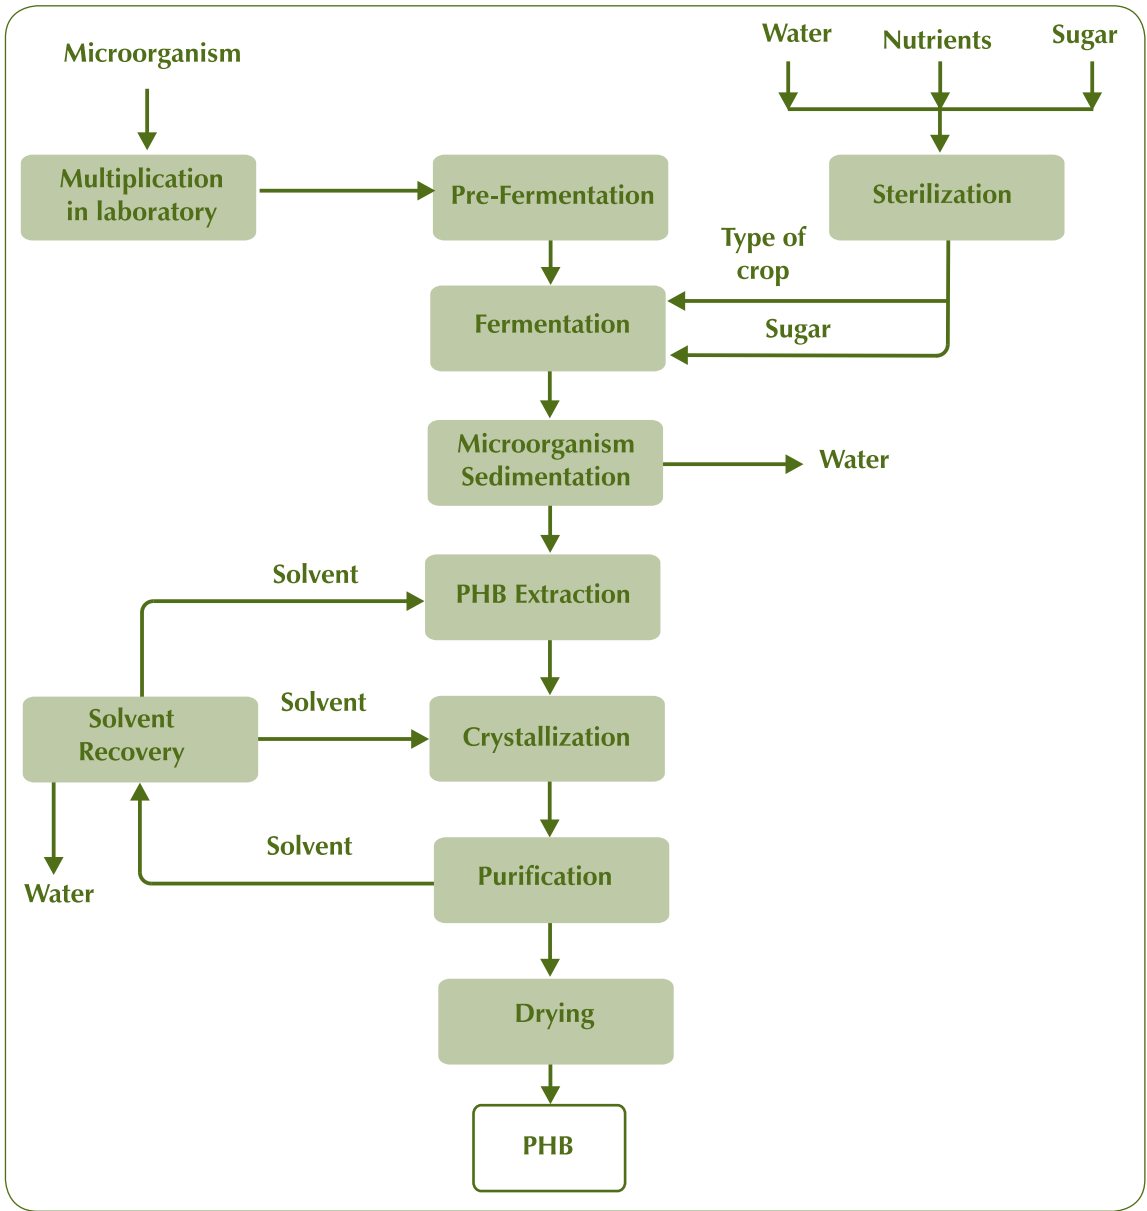 Microorganism
Water
Nutrients
Sugar
Multiplication
in laboratory
Pre-Fermentation
Sterilization
Type of
crop
Fermentation
Sugar
Microorganism
Sedimentation
Water
Solvent
PHB Extraction
Solvent
Solvent
Recovery
Crystallization
Solvent
Purification
Water
Drying
PHB